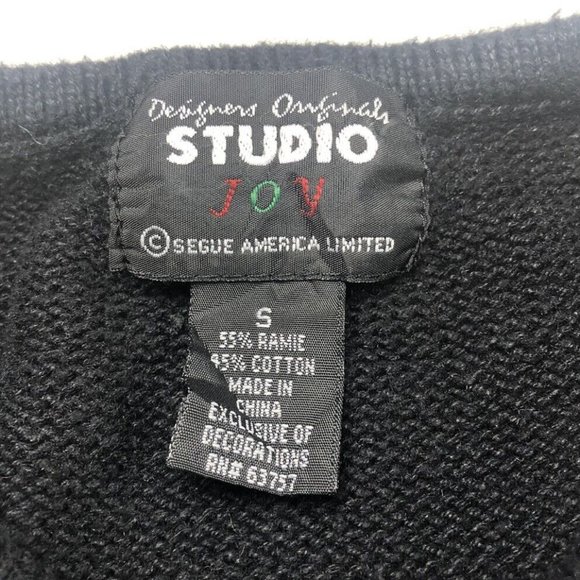 Designers Originals
STUDIO
JOY
© SEGUE AMERICA LIMITED
S
55% RAMIE
45% COTTON
MADE IN
CHINA
EXCLUSIVE OF
DECORATIONS
RN# 63757